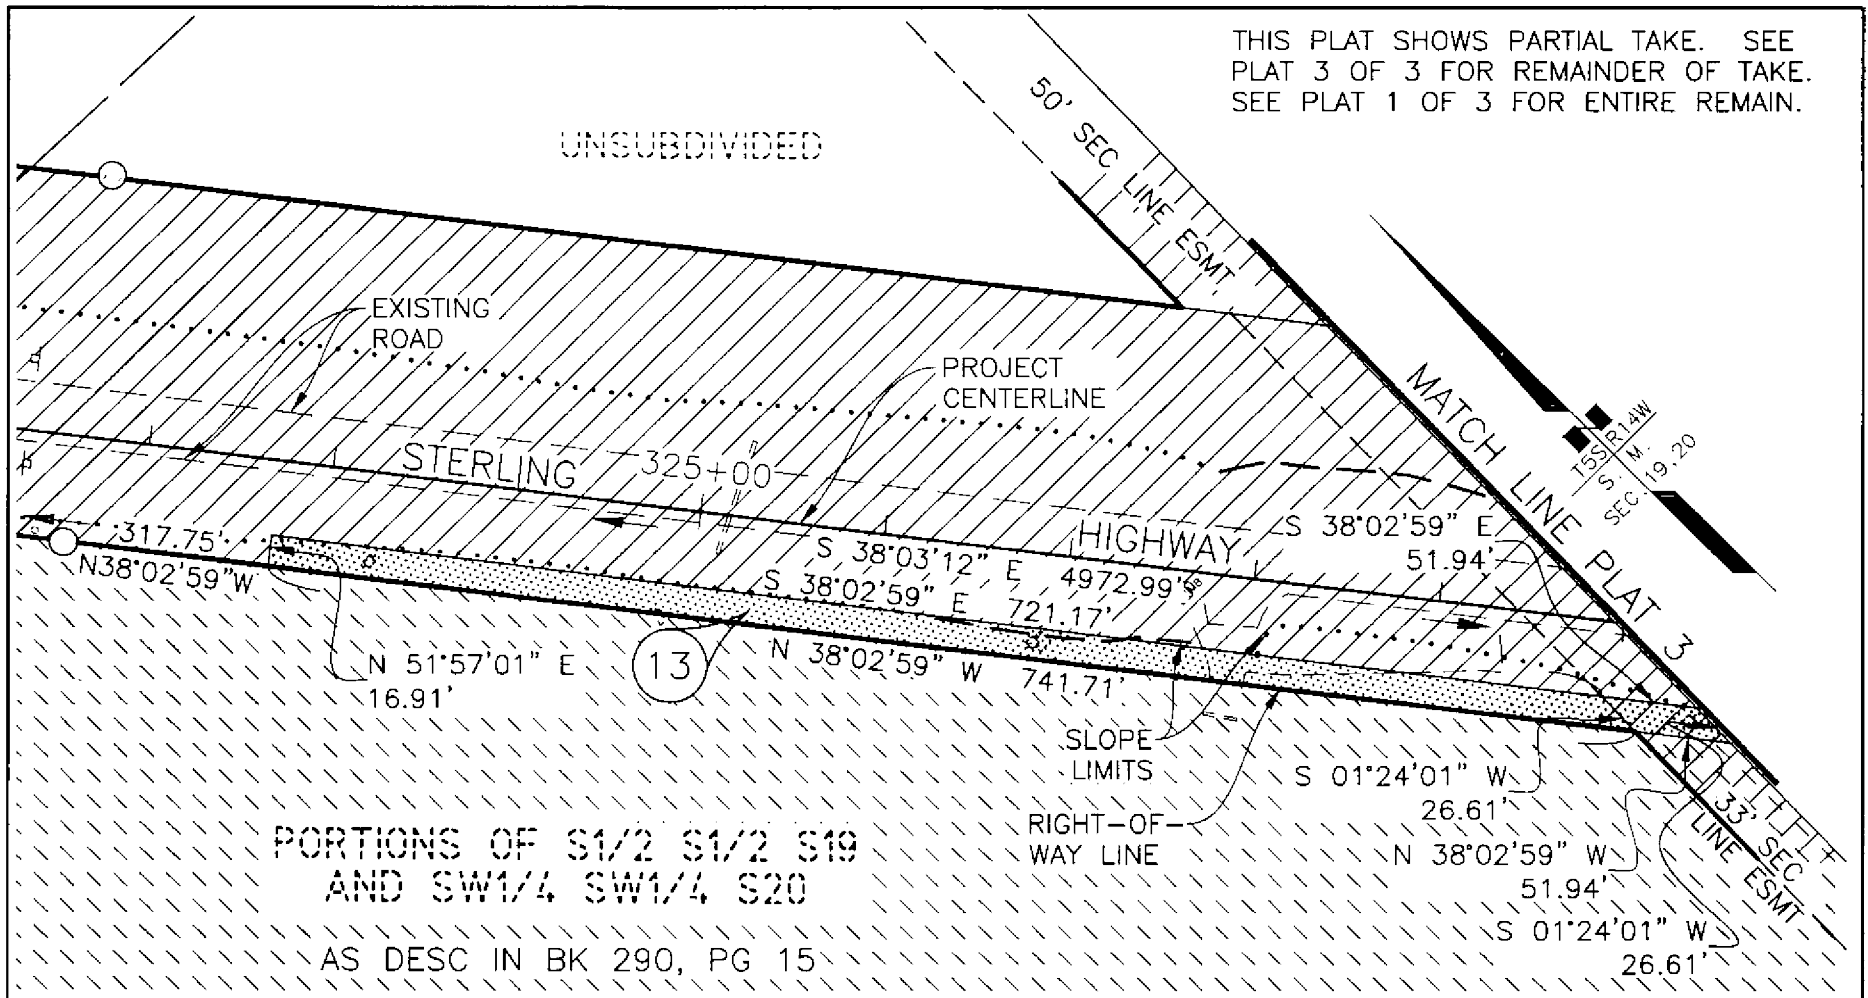 THIS PLAT SHOWS PARTIAL TAKE. SEE
PLAT 3 OF 3 FOR REMAINDER OF TAKE.
SEE PLAT 1 OF 3 FOR ENTIRE REMAIN.
50' SEC LINE ESMT
UNSUBDIVIDED
EXISTING
ROAD
PROJECT
CENTERLINE
MATCH LINE PLAT 3
N
T5S R14W
S. M.
SEC. 19,20
STERLING
325+00
HIGHWAY
S 38°02'59" E
51.94'
317.75'
N38°02'59"W
S 38°03'12" E 4972.99'
S 38°02'59" E 721.17'
N 38°02'59" W 741.71'
N 51°57'01" E
16.91'
13
SLOPE
LIMITS
S 01°24'01" W
26.61'
RIGHT-OF-
WAY LINE
N 38°02'59" W
51.94'
33' SEC
LINE ESMT
S 01°24'01" W
26.61'
PORTIONS OF S1/2 S1/2 S19
AND SW1/4 SW1/4 S20
AS DESC IN BK 290, PG 15